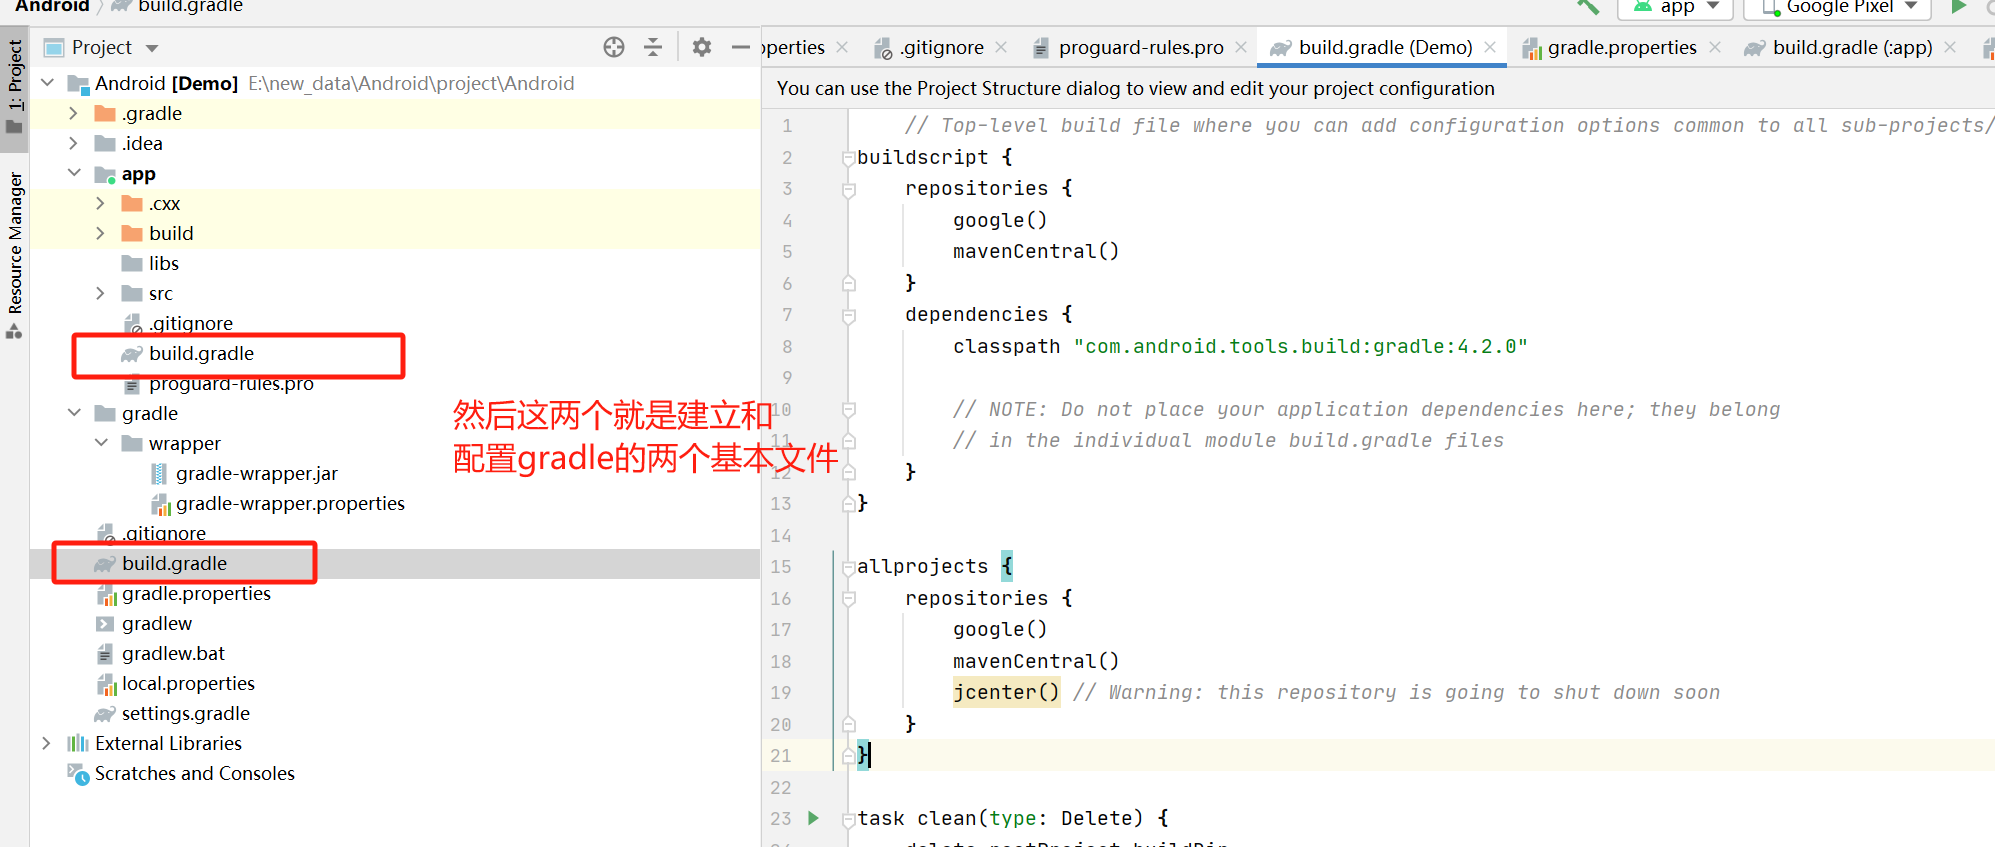 Android 〉 build.gradle
app
Google Pixel
1: Project
Resource Manager
Project
Android [Demo] E:\new_data\Android\project\Android
.gradle
.idea
app
.cxx
build
libs
src
.gitignore
build.gradle
proguard-rules.pro
gradle
wrapper
gradle-wrapper.jar
gradle-wrapper.properties
.gitignore
build.gradle
gradle.properties
gradlew
gradlew.bat
local.properties
settings.gradle
External Libraries
Scratches and Consoles
然后这两个就是建立和
配置gradle的两个基本文件
operties
.gitignore
proguard-rules.pro
build.gradle (Demo)
gradle.properties
build.gradle (:app)
You can use the Project Structure dialog to view and edit your project configuration
1 // Top-level build file where you can add configuration options common to all sub-projects/
2 buildscript {
3 repositories {
4 google()
5 mavenCentral()
6 }
7 dependencies {
8 classpath "com.android.tools.build:gradle:4.2.0"
9
10 // NOTE: Do not place your application dependencies here; they belong
11 // in the individual module build.gradle files
12 }
13 }
14
15 allprojects {
16 repositories {
17 google()
18 mavenCentral()
19 jcenter() // Warning: this repository is going to shut down soon
20 }
21 }
22
23 task clean(type: Delete) {
24 delete rootProject.buildDir